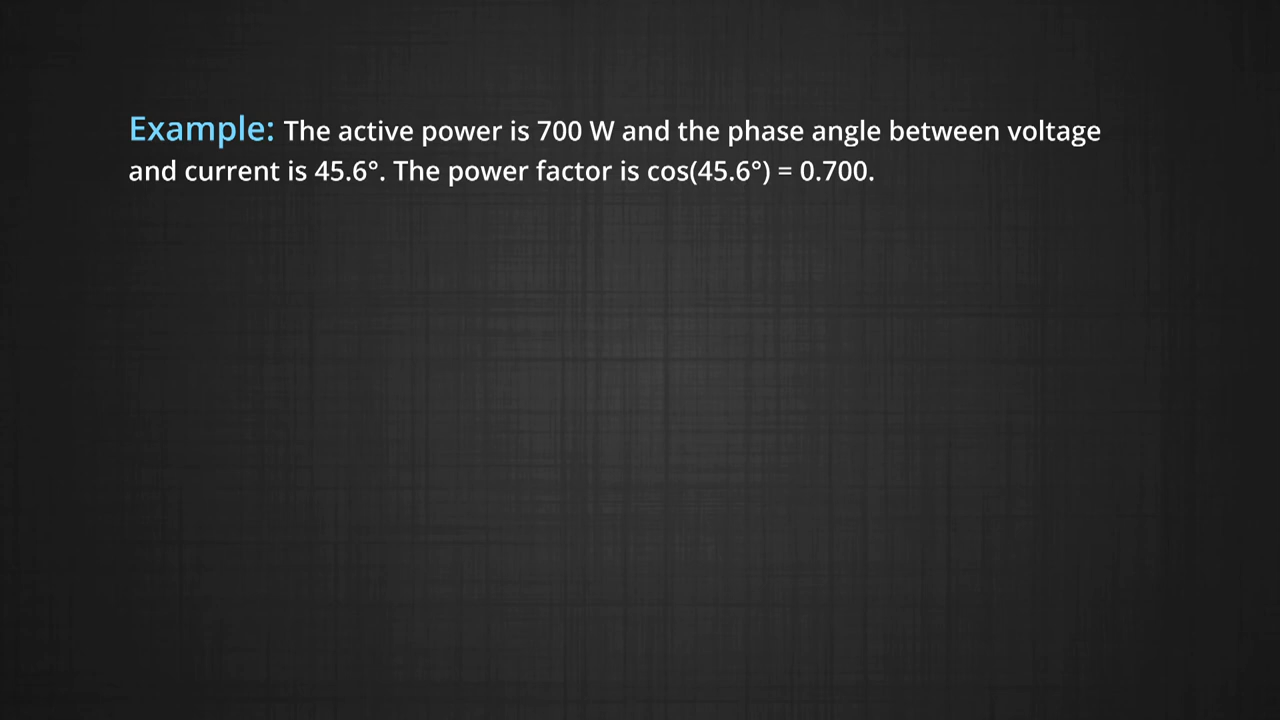 Example: The active power is 700 W and the phase angle between voltage
and current is 45.6°. The power factor is cos(45.6°) = 0.700.